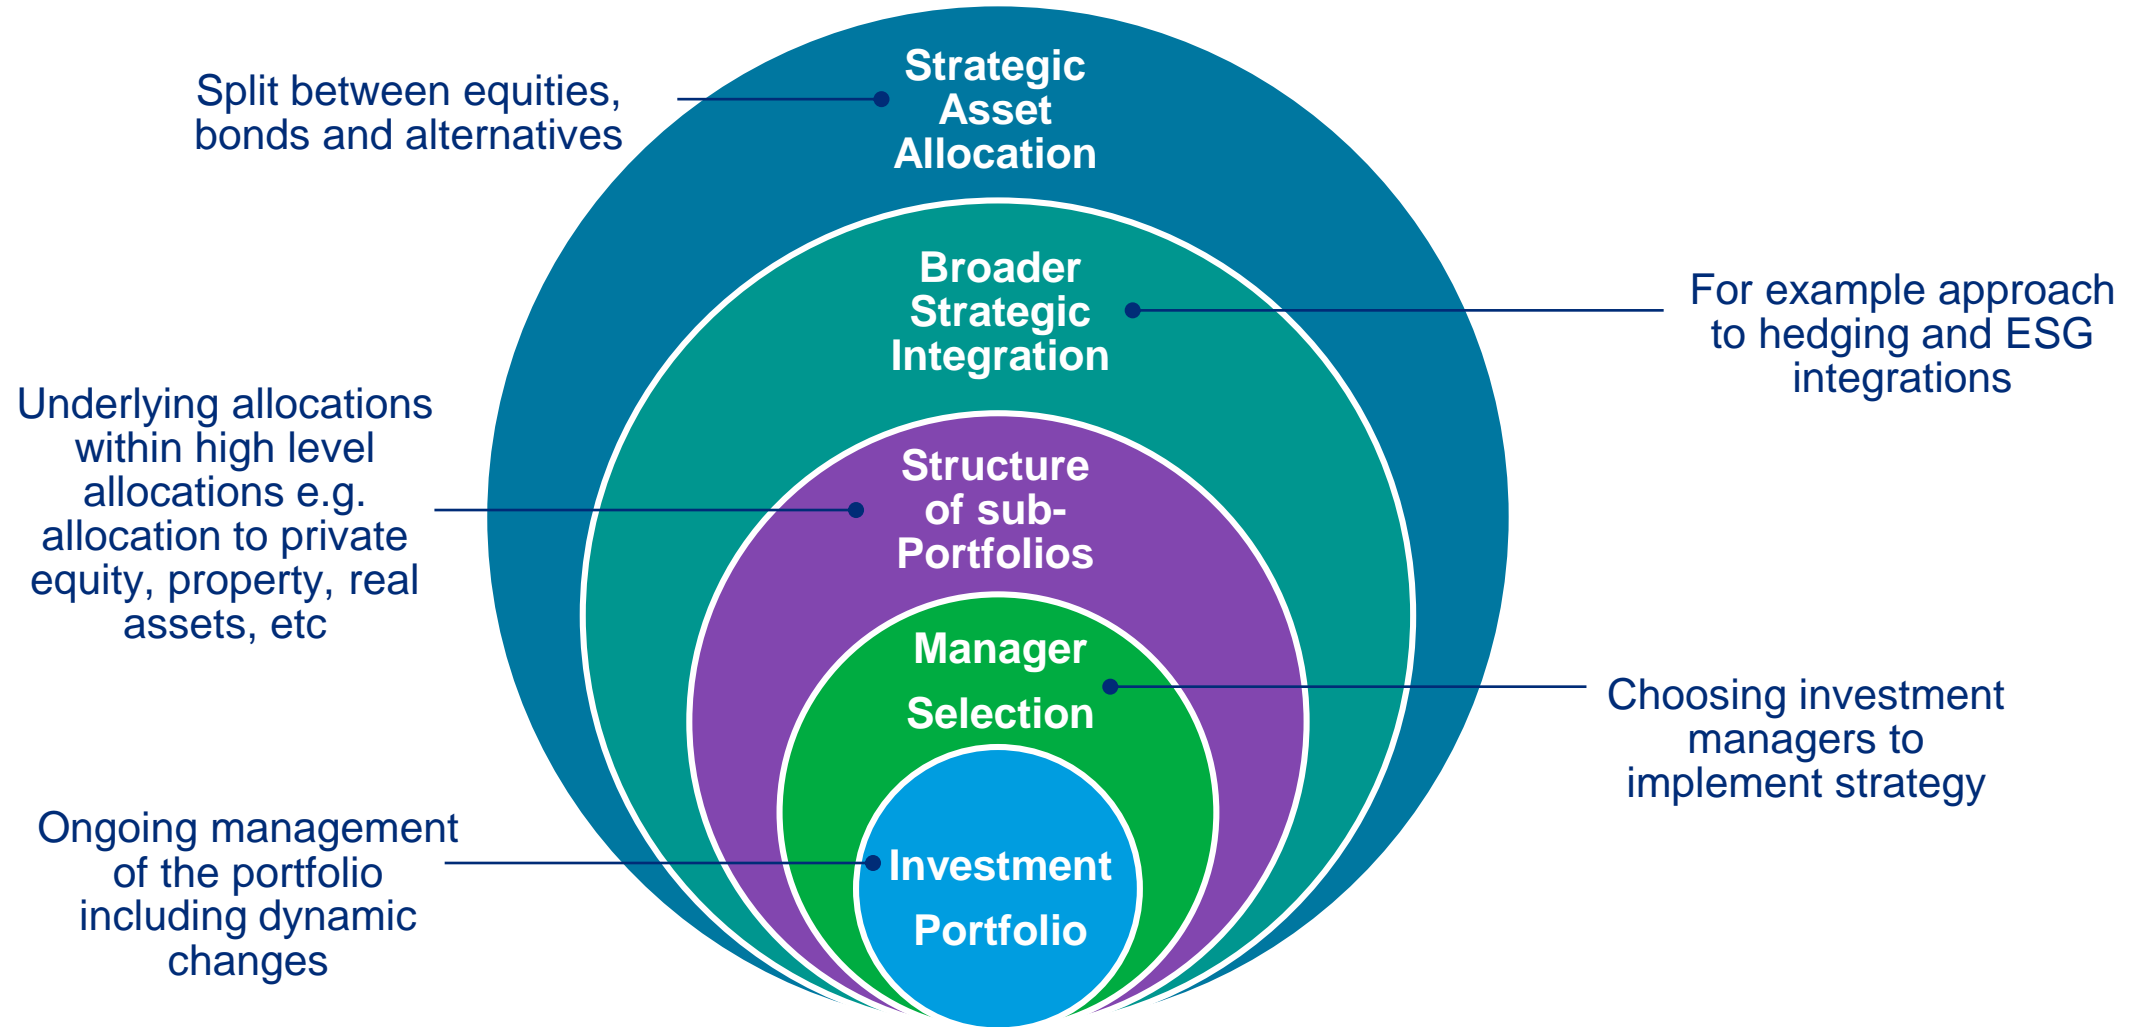 Strategic
Asset
Allocation
Split between equities,
bonds and alternatives
Broader
Strategic
Integration
For example approach
to hedging and ESG
integrations
Structure
of sub-
Portfolios
Underlying allocations
within high level
allocations e.g.
allocation to private
equity, property, real
assets, etc
Manager
Selection
Choosing investment
managers to
implement strategy
Investment
Portfolio
Ongoing management
of the portfolio
including dynamic
changes